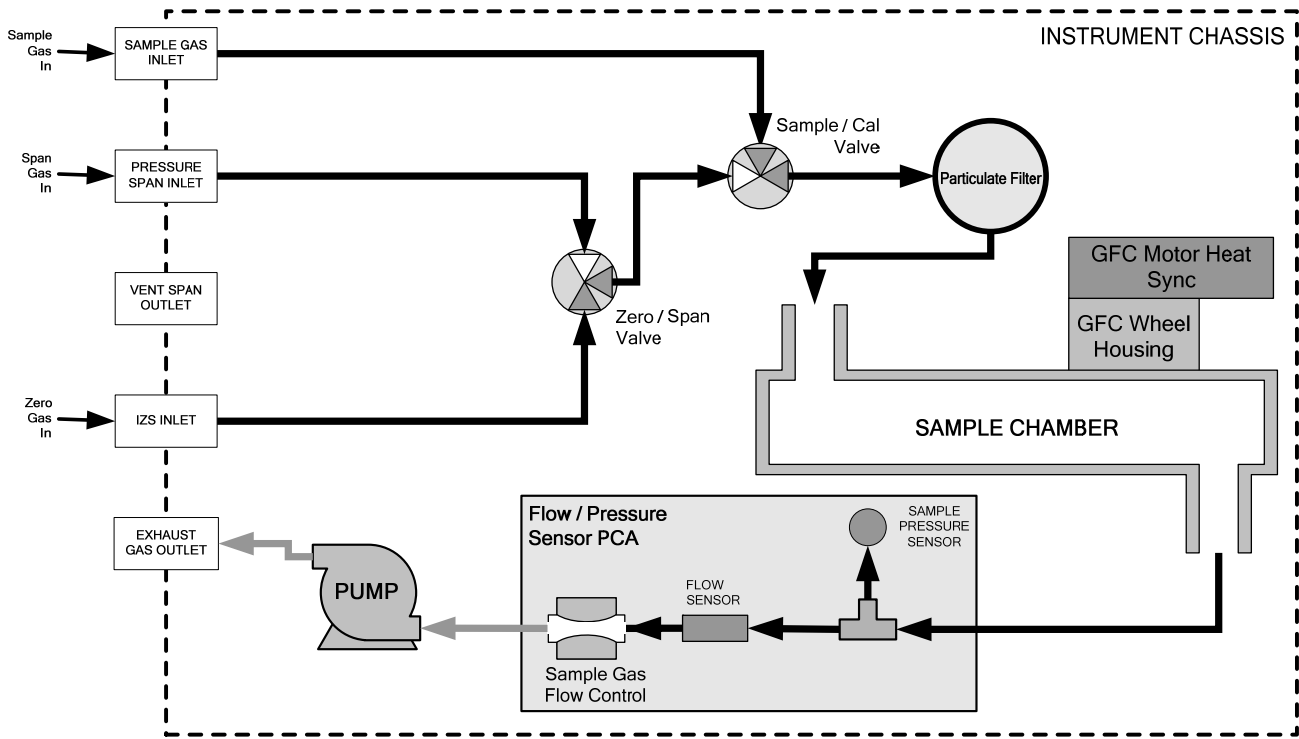 Sample
Gas
In
SAMPLE GAS
INLET
INSTRUMENT CHASSIS
Span
Gas
In
PRESSURE
SPAN INLET
Sample / Cal
Valve
Particulate Filter
VENT SPAN
OUTLET
Zero / Span
Valve
GFC Motor Heat
Sync
GFC Wheel
Housing
Zero
Gas
In
IZS INLET
SAMPLE CHAMBER
EXHAUST
GAS OUTLET
PUMP
Flow / Pressure
Sensor PCA
SAMPLE
PRESSURE
SENSOR
FLOW
SENSOR
Sample Gas
Flow Control